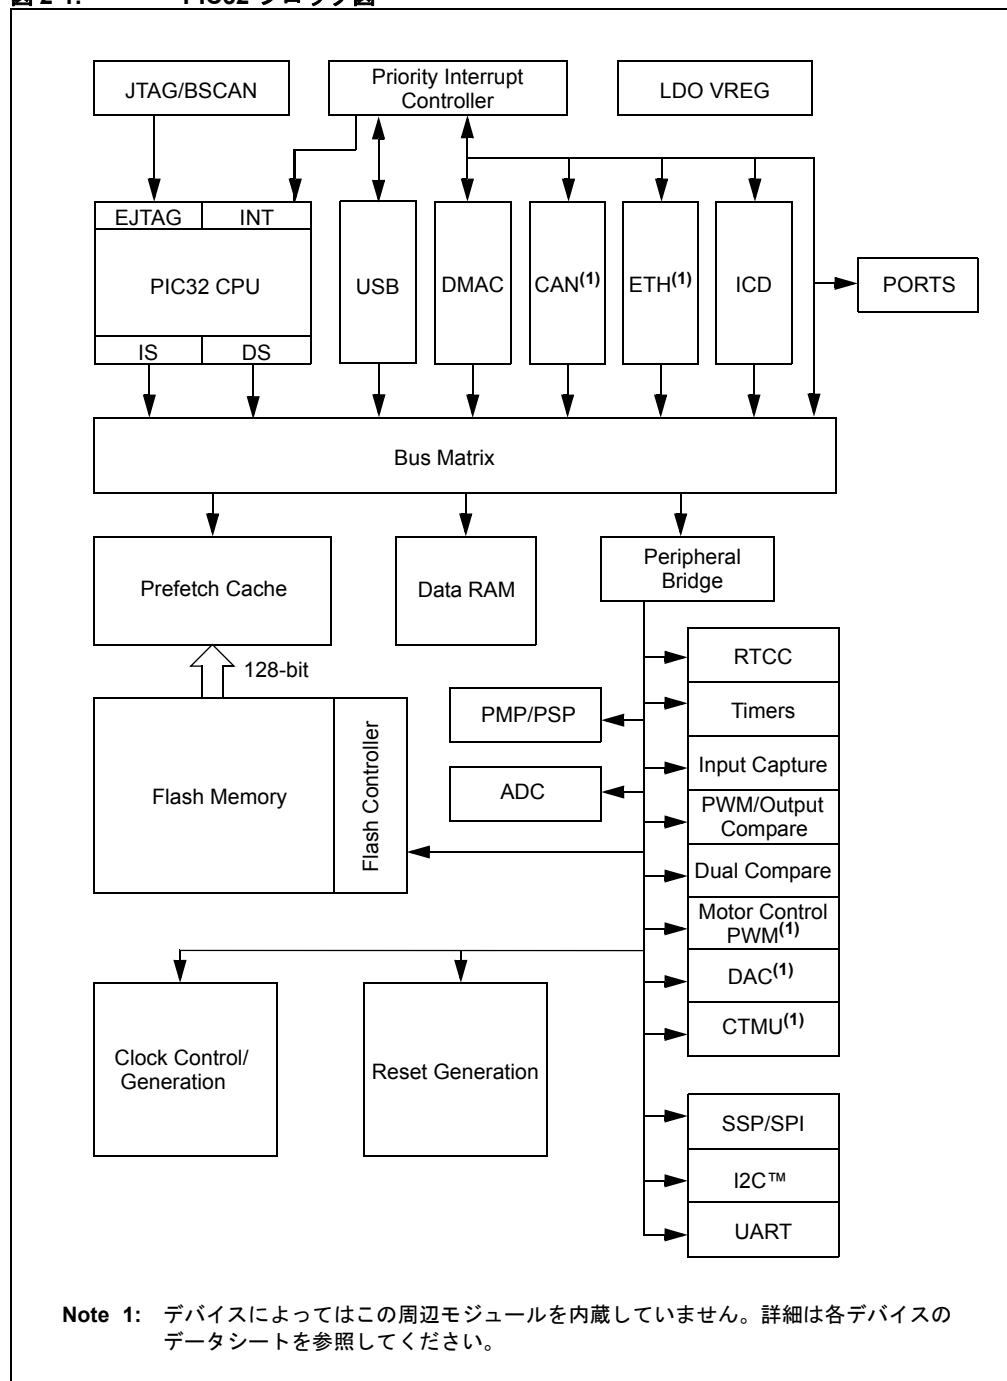 JTAG/BSCAN
Priority Interrupt
Controller
LDO VREG
EJTAG
INT
PIC32 CPU
IS
DS
USB
DMAC
CAN(1)
ETH(1)
ICD
PORTS
Bus Matrix
Prefetch Cache
Data RAM
Peripheral
Bridge
128-bit
Flash Memory
Flash Controller
PMP/PSP
ADC
RTCC
Timers
Input Capture
PWM/Output
Compare
Dual Compare
Motor Control
PWM(1)
DAC(1)
CTMU(1)
Clock Control/
Generation
Reset Generation
SSP/SPI
I2C™
UART
Note 1: デバイスによってはこの周辺モジュールを内蔵していません。詳細は各デバイスの
データシートを参照してください。